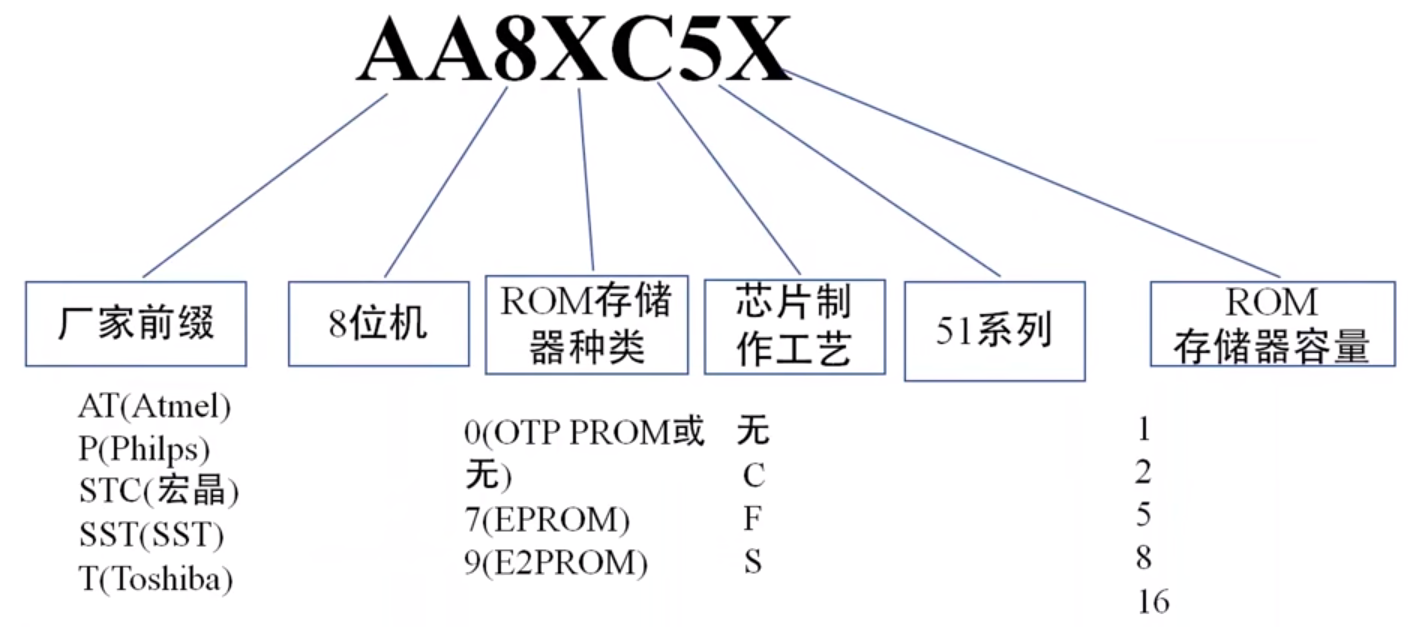 AA8XC5X
厂家前缀
8位机
ROM存储
器种类
芯片制
作工艺
51系列
ROM
存储器容量
AT(Atmel)
P(Philps)
STC(宏晶)
SST(SST)
T(Toshiba)
0(OTP PROM或
无)
7(EPROM)
9(E2PROM)
无
C
F
S
1
2
5
8
16